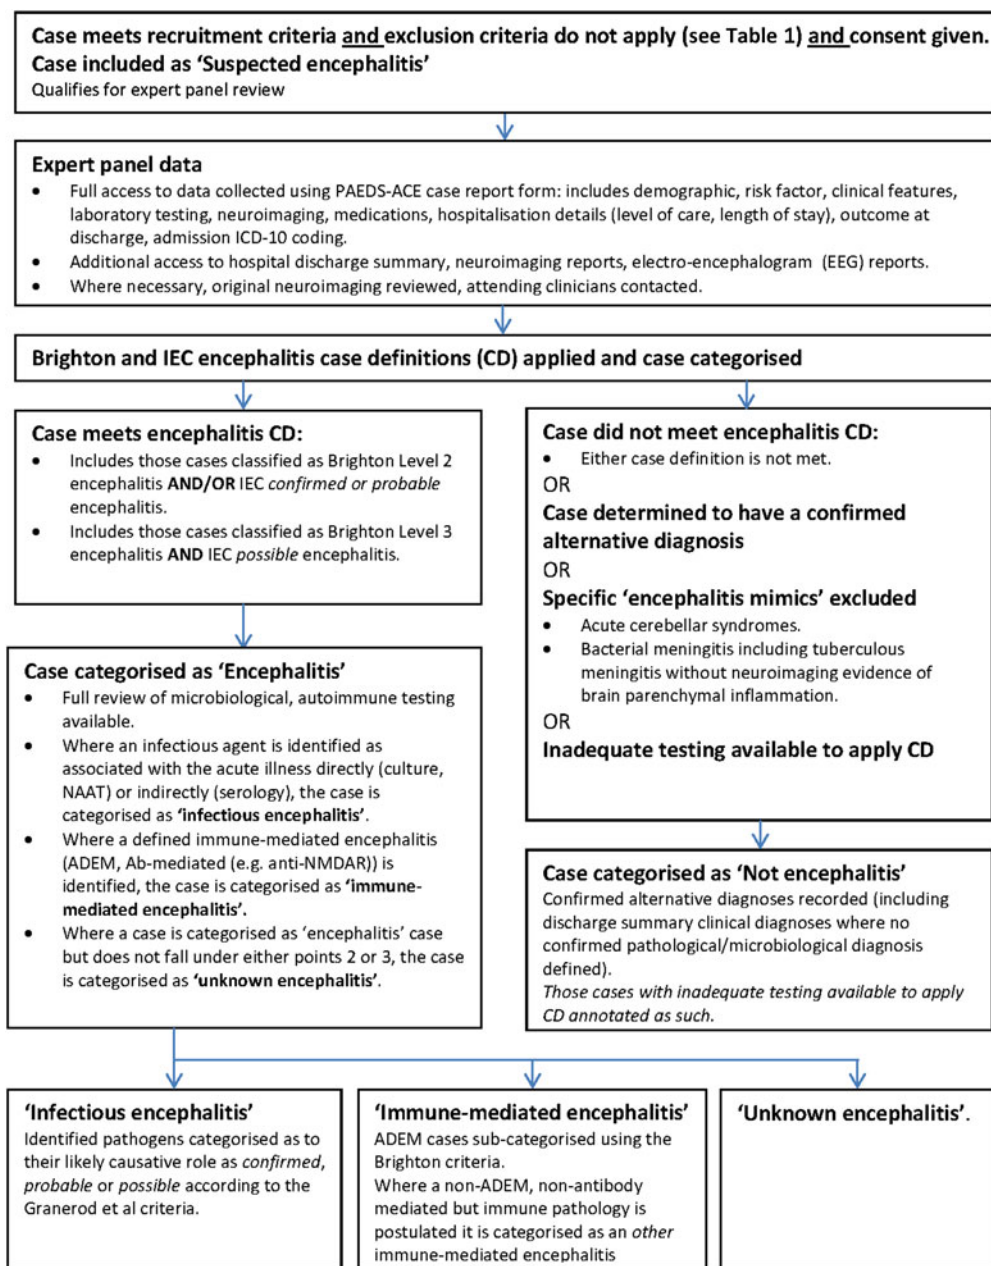 Case meets recruitment criteria and exclusion criteria do not apply (see Table 1) and consent given.
Case included as 'Suspected encephalitis'
Qualifies for expert panel review
Expert panel data
• Full access to data collected using PAEDS-ACE case report form: includes demographic, risk factor, clinical features,
laboratory testing, neuroimaging, medications, hospitalisation details (level of care, length of stay), outcome at
discharge, admission ICD-10 coding.
• Additional access to hospital discharge summary, neuroimaging reports, electro-encephalogram (EEG) reports.
• Where necessary, original neuroimaging reviewed, attending clinicians contacted.
Brighton and IEC encephalitis case definitions (CD) applied and case categorised
Case meets encephalitis CD:
• Includes those cases classified as Brighton Level 2
encephalitis AND/OR IEC confirmed or probable
encephalitis.
• Includes those cases classified as Brighton Level 3
encephalitis AND IEC possible encephalitis.
Case did not meet encephalitis CD:
• Either case definition is not met.
OR
Case determined to have a confirmed
alternative diagnosis
OR
Specific 'encephalitis mimics' excluded
• Acute cerebellar syndromes.
• Bacterial meningitis including tuberculous
meningitis without neuroimaging evidence of
brain parenchymal inflammation.
OR
Inadequate testing available to apply CD
Case categorised as 'Encephalitis'
• Full review of microbiological, autoimmune testing
available.
• Where an infectious agent is identified as
associated with the acute illness directly (culture,
NAAT) or indirectly (serology), the case is
categorised as 'infectious encephalitis'.
• Where a defined immune-mediated encephalitis
(ADEM, Ab-mediated (e.g. anti-NMDAR)) is
identified, the case is categorised as 'immune-
mediated encephalitis'.
• Where a case is categorised as 'encephalitis' case
but does not fall under either points 2 or 3, the case
is categorised as 'unknown encephalitis'.
Case categorised as 'Not encephalitis'
Confirmed alternative diagnoses recorded (including
discharge summary clinical diagnoses where no
confirmed pathological/microbiological diagnosis
defined).
Those cases with inadequate testing available to apply
CD annotated as such.
'Infectious encephalitis'
Identified pathogens categorised as to
their likely causative role as confirmed,
probable or possible according to the
Granerod et al criteria.
'Immune-mediated encephalitis'
ADEM cases sub-categorised using the
Brighton criteria.
Where a non-ADEM, non-antibody
mediated but immune pathology is
postulated it is categorised as an other
immune-mediated encephalitis
'Unknown encephalitis'.